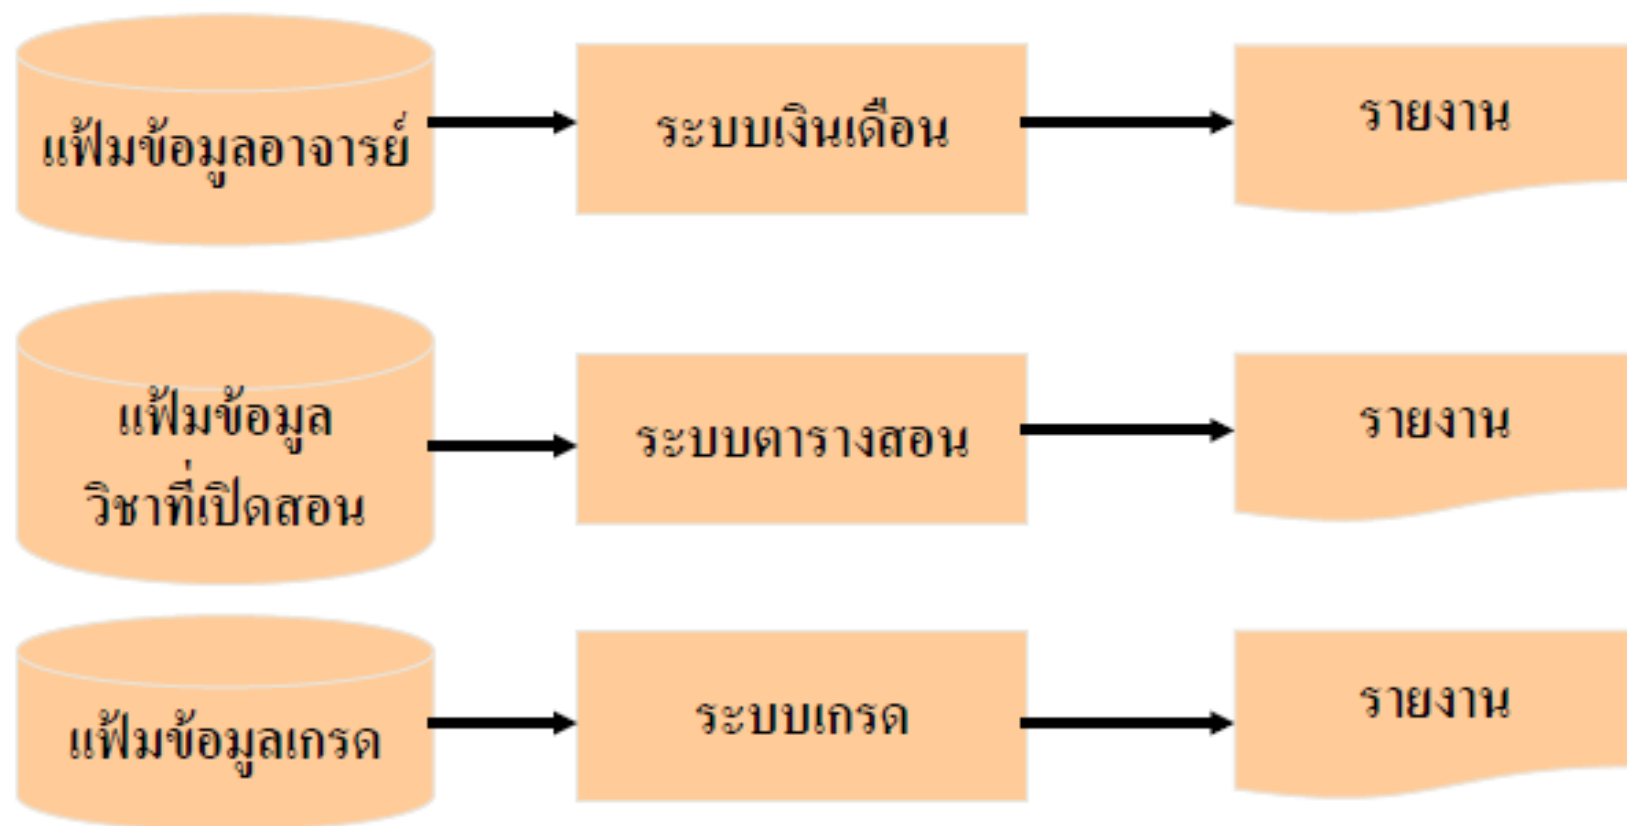 แฟ้มข้อมูลอาจารย์
ระบบเงินเดือน
รายงาน
แฟ้มข้อมูล
วิชาที่เปิดสอน
ระบบตารางสอน
รายงาน
แฟ้มข้อมูลเกรด
ระบบเกรด
รายงาน